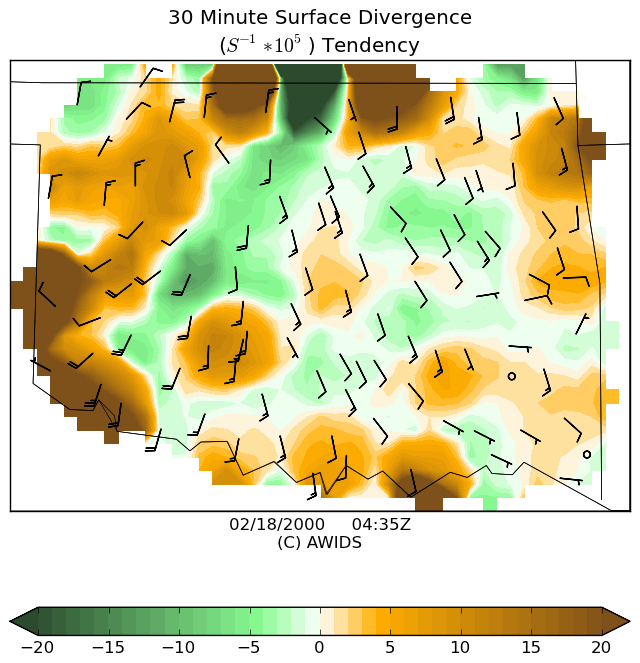 30 Minute Surface Divergence
(S⁻¹ *10⁵ ) Tendency
02/18/2000 04:35Z
(C) AWIDS
−20 −15 −10 −5 0 5 10 15 20